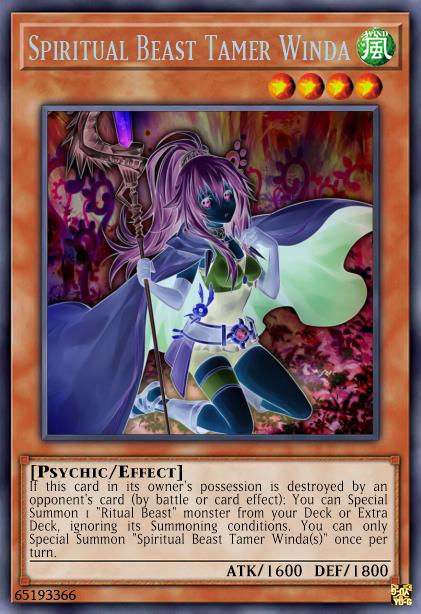 SPIRITUAL BEAST TAMER WINDA
WIND
風
[PSYCHIC/EFFECT]
If this card in its owner's possession is destroyed by an
opponent's card (by battle or card effect): You can Special
Summon 1 "Ritual Beast" monster from your Deck or Extra
Deck, ignoring its Summoning conditions. You can only
Special Summon "Spiritual Beast Tamer Winda(s)" once per
turn.
ATK/1600 DEF/1800
65193366